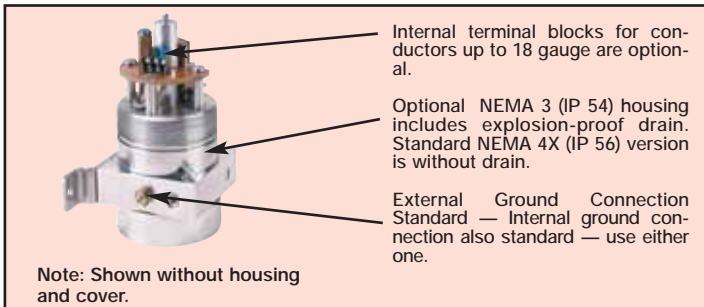 Internal terminal blocks for con-
ductors up to 18 gauge are option-
al.
Optional NEMA 3 (IP 54) housing
includes explosion-proof drain.
Standard NEMA 4X (IP 56) version
is without drain.
External Ground Connection
Standard — Internal ground con-
nection also standard — use either
one.
Note: Shown without housing
and cover.